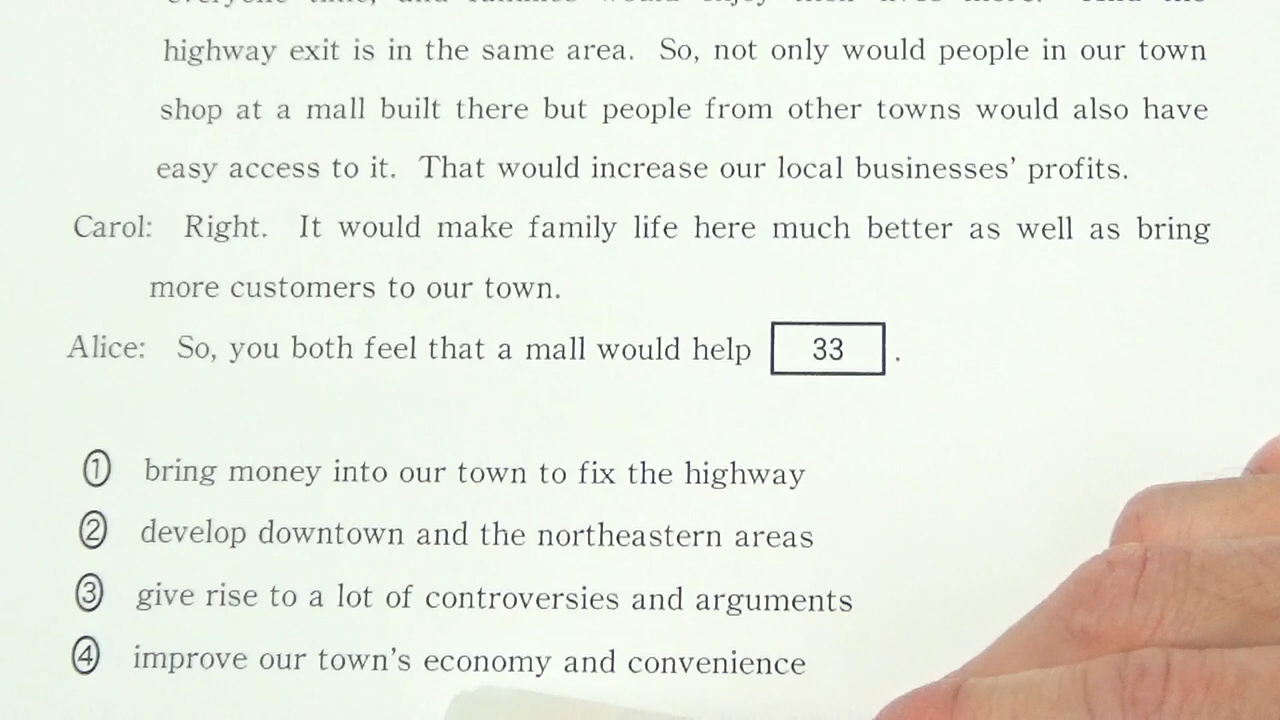 highway exit is in the same area. So, not only would people in our town
shop at a mall built there but people from other towns would also have
easy access to it. That would increase our local businesses' profits.
Carol: Right. It would make family life here much better as well as bring
more customers to our town.
Alice: So, you both feel that a mall would help 33 .
① bring money into our town to fix the highway
② develop downtown and the northeastern areas
③ give rise to a lot of controversies and arguments
④ improve our town's economy and convenience